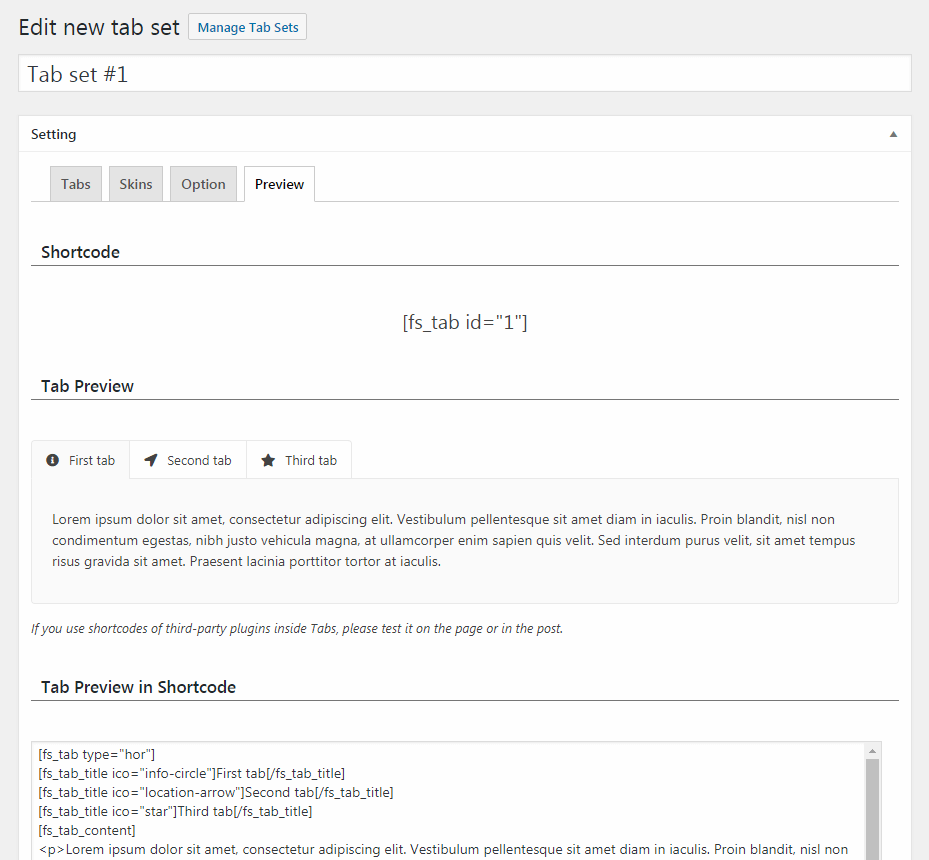 Edit new tab set Manage Tab Sets
Tab set #1
Setting
Tabs Skins Option Preview
Shortcode
[fs_tab id="1"]
Tab Preview
First tab Second tab Third tab
Lorem ipsum dolor sit amet, consectetur adipiscing elit. Vestibulum pellentesque sit amet diam in iaculis. Proin blandit, nisl non
condimentum egestas, nibh justo vehicula magna, at ullamcorper enim sapien quis velit. Sed interdum purus velit, sit amet tempus
risus gravida sit amet. Praesent lacinia porttitor tortor at iaculis.
If you use shortcodes of third-party plugins inside Tabs, please test it on the page or in the post.
Tab Preview in Shortcode
[fs_tab type="hor"]
[fs_tab_title ico="info-circle"]First tab[/fs_tab_title]
[fs_tab_title ico="location-arrow"]Second tab[/fs_tab_title]
[fs_tab_title ico="star"]Third tab[/fs_tab_title]
[fs_tab_content]
<p>Lorem ipsum dolor sit amet, consectetur adipiscing elit. Vestibulum pellentesque sit amet diam in iaculis. Proin blandit, nisl non